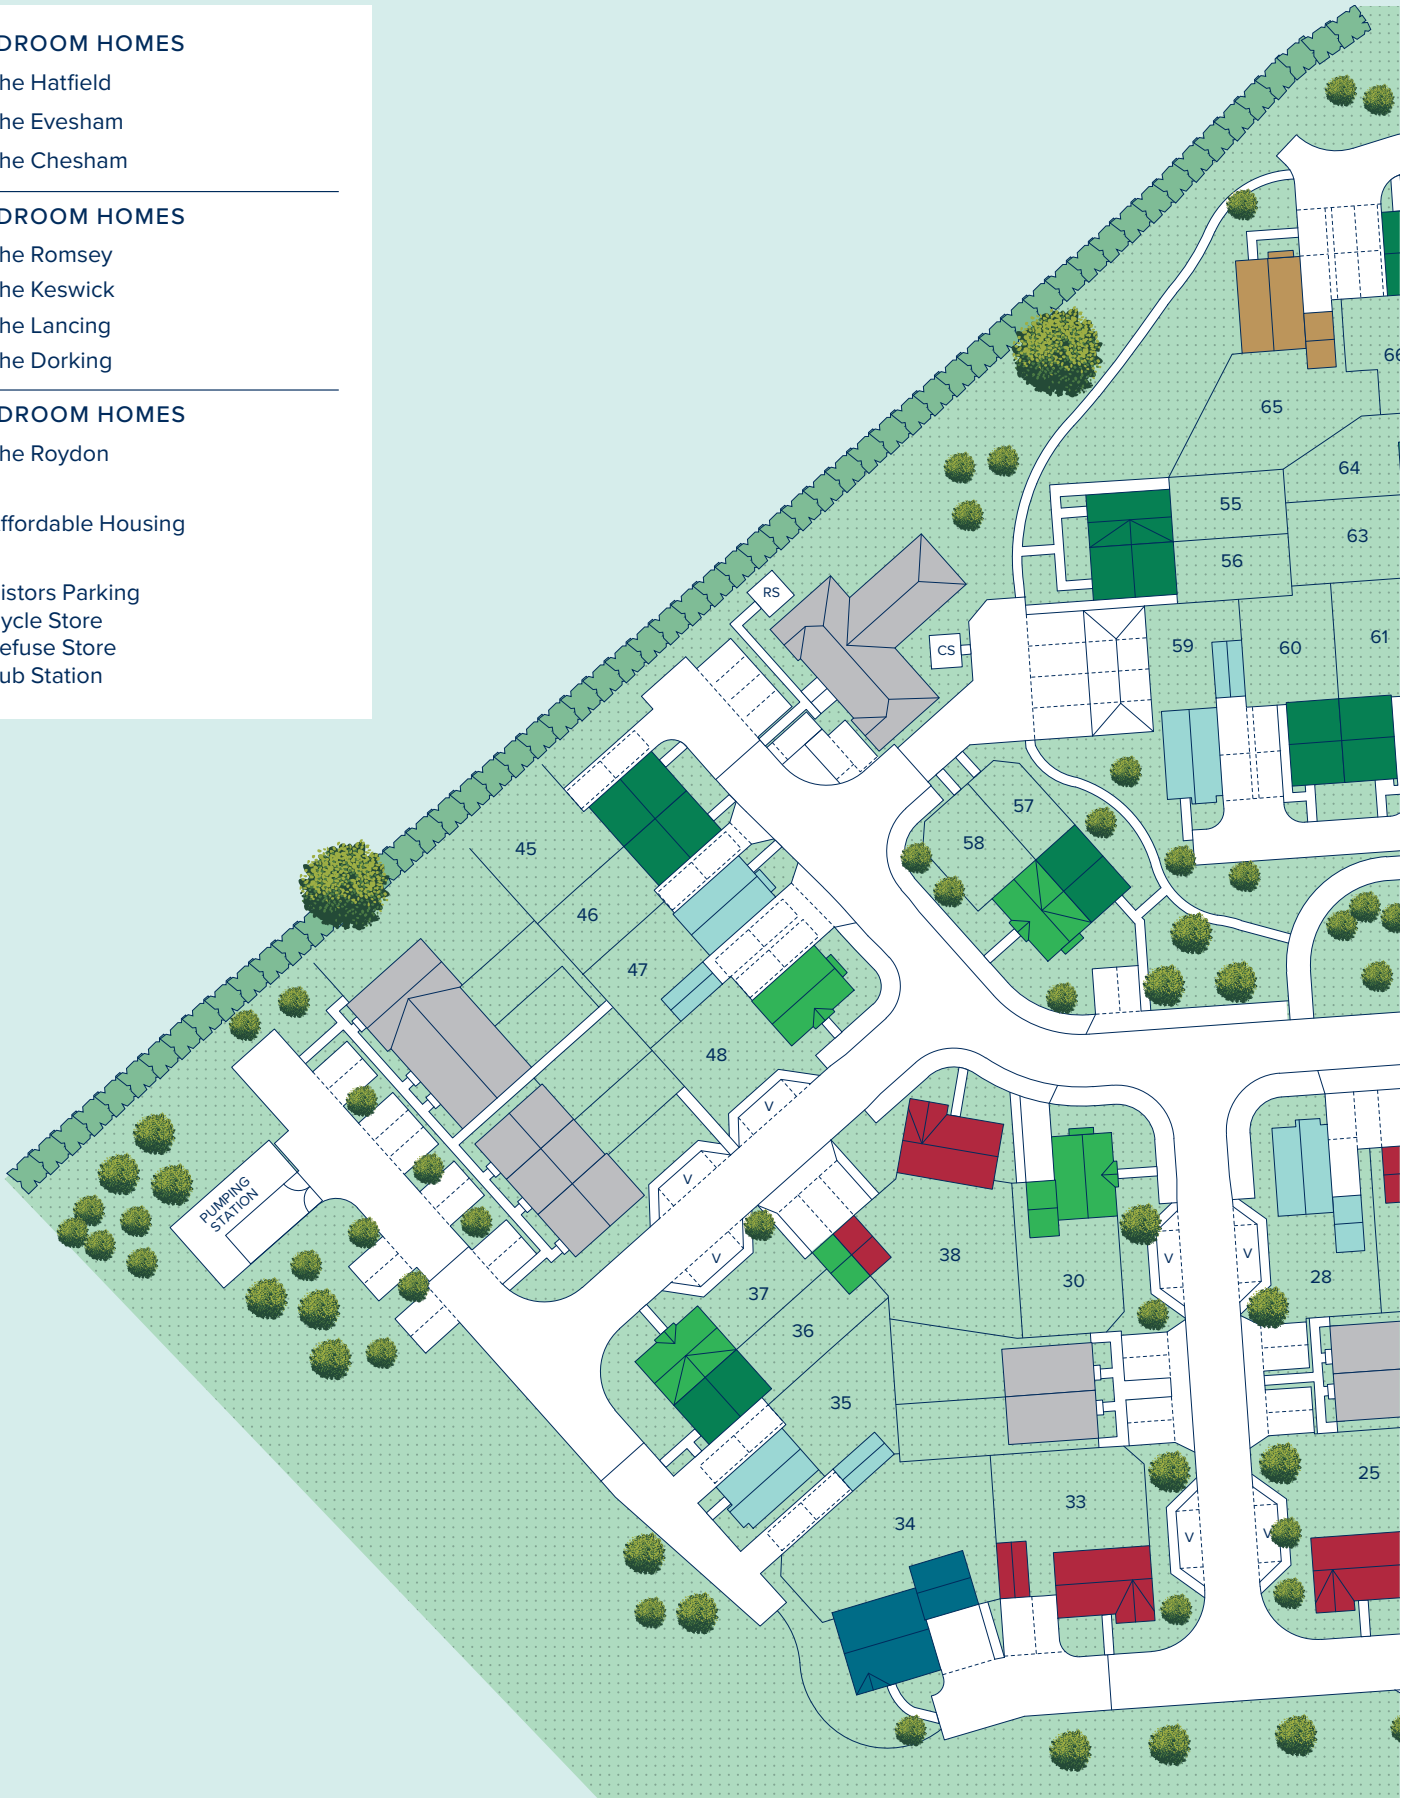 DROOM HOMES
he Hatfield
he Evesham
he Chesham
DROOM HOMES
he Romsey
he Keswick
he Lancing
he Dorking
DROOM HOMES
he Roydon
ffordable Housing
istors Parking
ycle Store
efuse Store
ub Station
66
65
64
55
63
56
RS
61
59
60
CS
57
58
45
46
47
48
V
V
PUMPING
STATION
V
38
V
V
30
28
37
36
35
25
33
34
V
V